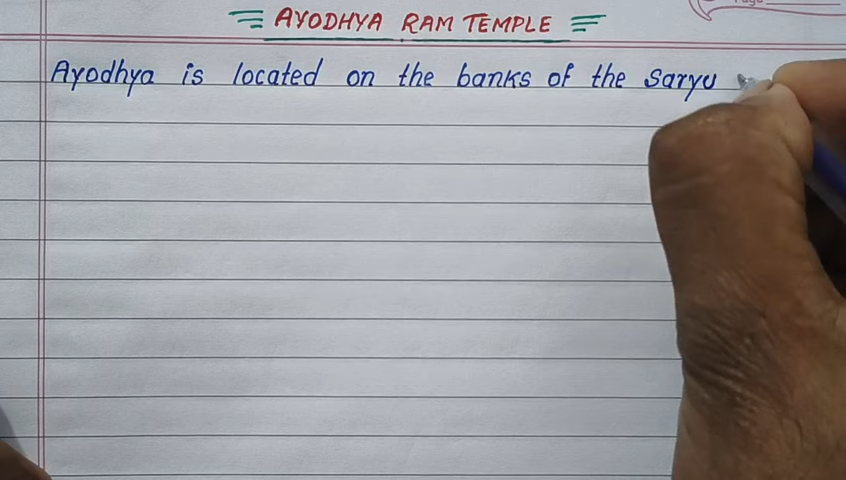 AYODHYA RAM TEMPLE
Ayodhya is located on the banks of the Saryu